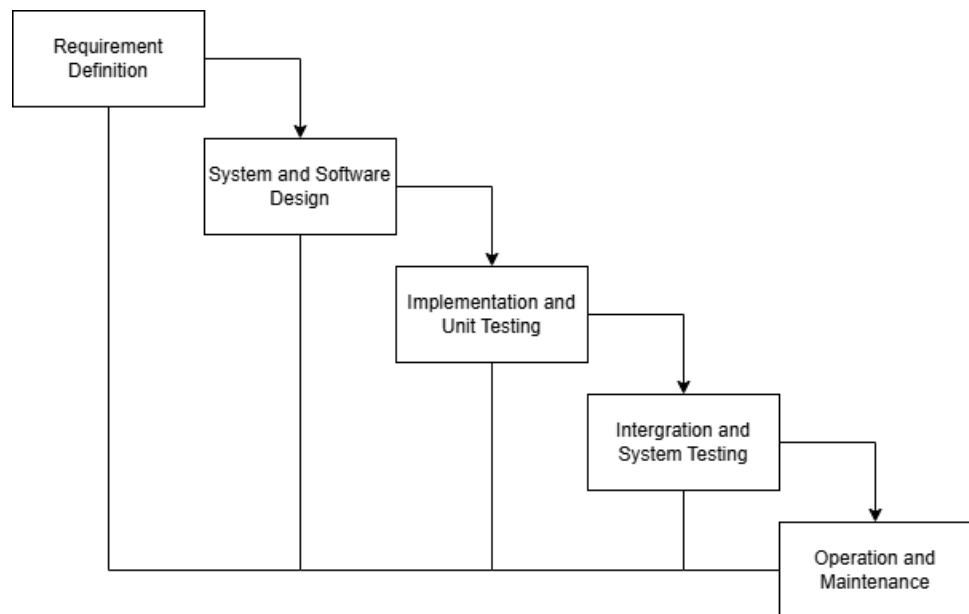 Requirement
Definition
System and Software
Design
Implementation and
Unit Testing
Intergration and
System Testing
Operation and
Maintenance